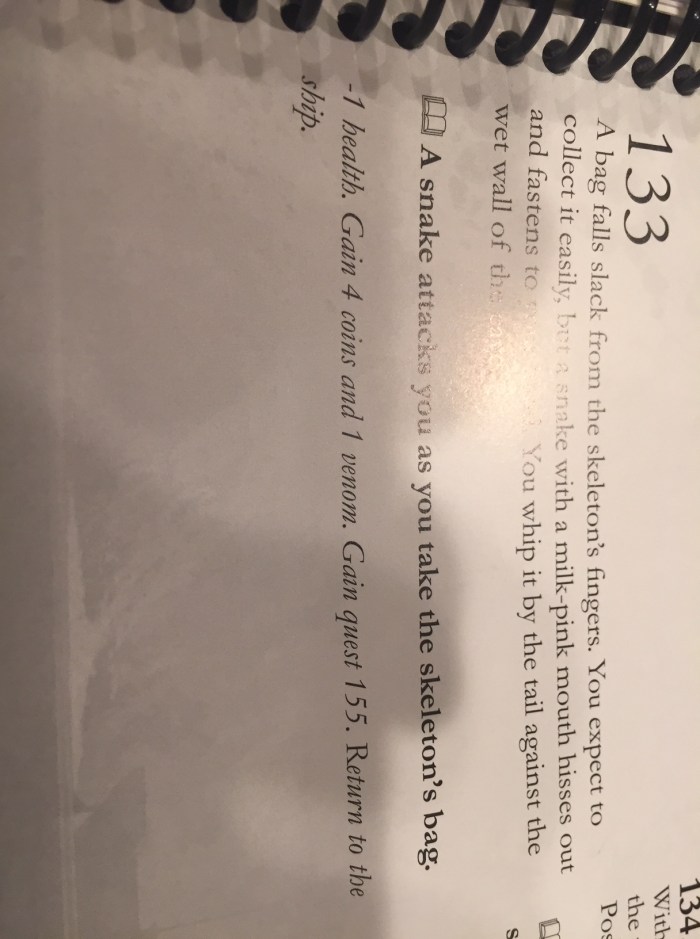 133
A bag falls slack from the skeleton's fingers. You expect to
collect it easily, but a snake with a milk-pink mouth hisses out
and fastens to You whip it by the tail against the
wet wall of the
A snake attacks you as you take the skeleton's bag.
-1 health. Gain 4 coins and 1 venom. Gain quest 155. Return to the
ship.
134
With
the